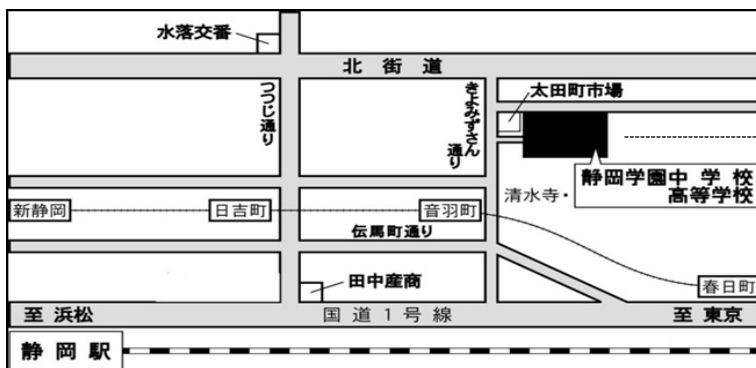 水落交番
北街道
つつじ通り
きよみずさん
通り
太田町市場
静岡学園中学校
高等学校
清水寺・
新静岡
日吉町
音羽町
伝馬町通り
田中産商
春日町
至 浜松
国道1号線
至 東京
静岡駅